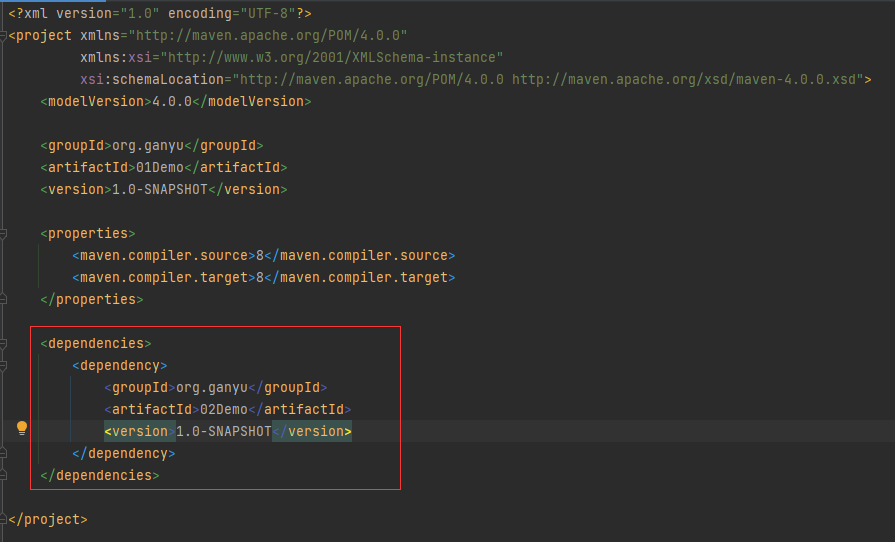 <?xml version="1.0" encoding="UTF-8"?>
<project xmlns="http://maven.apache.org/POM/4.0.0"
         xmlns:xsi="http://www.w3.org/2001/XMLSchema-instance"
         xsi:schemaLocation="http://maven.apache.org/POM/4.0.0 http://maven.apache.org/xsd/maven-4.0.0.xsd">
    <modelVersion>4.0.0</modelVersion>

    <groupId>org.ganyu</groupId>
    <artifactId>01Demo</artifactId>
    <version>1.0-SNAPSHOT</version>

    <properties>
        <maven.compiler.source>8</maven.compiler.source>
        <maven.compiler.target>8</maven.compiler.target>
    </properties>

    <dependencies>
        <dependency>
            <groupId>org.ganyu</groupId>
            <artifactId>02Demo</artifactId>
            <version>1.0-SNAPSHOT</version>
        </dependency>
    </dependencies>

</project>